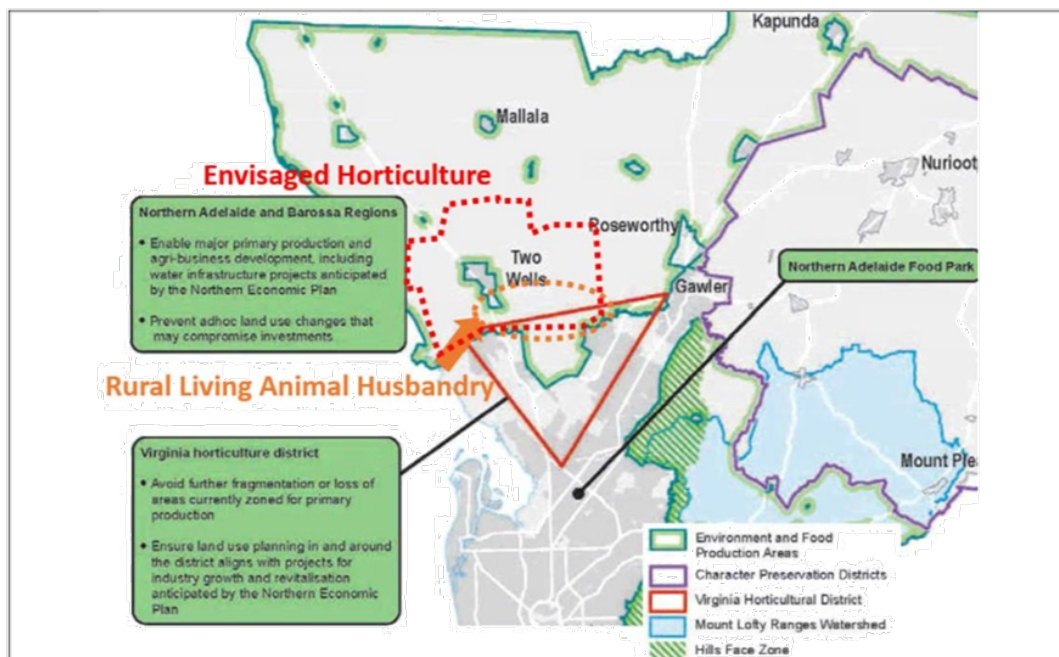 Kapunda
Mallala
Nurioot
Envisaged Horticulture
Northern Adelaide and Barossa Regions
• Enable major primary production and
agri-business development, including
water infrastructure projects anticipated
by the Northern Economic Plan
• Prevent adhoc land use changes that
may compromise investments
Roseworthy
Two
Wells
Gawler
Northern Adelaide Food Park
Rural Living Animal Husbandry
Virginia horticulture district
• Avoid further fragmentation or loss of
areas currently zoned for primary
production
• Ensure land use planning in and around
the district aligns with projects for
industry growth and revitalisation
anticipated by the Northern Economic
Plan
Mount Plea
Environment and Food
Production Areas
Character Preservation Districts
Virginia Horticultural District
Mount Lofty Ranges Watershed
Hills Face Zone